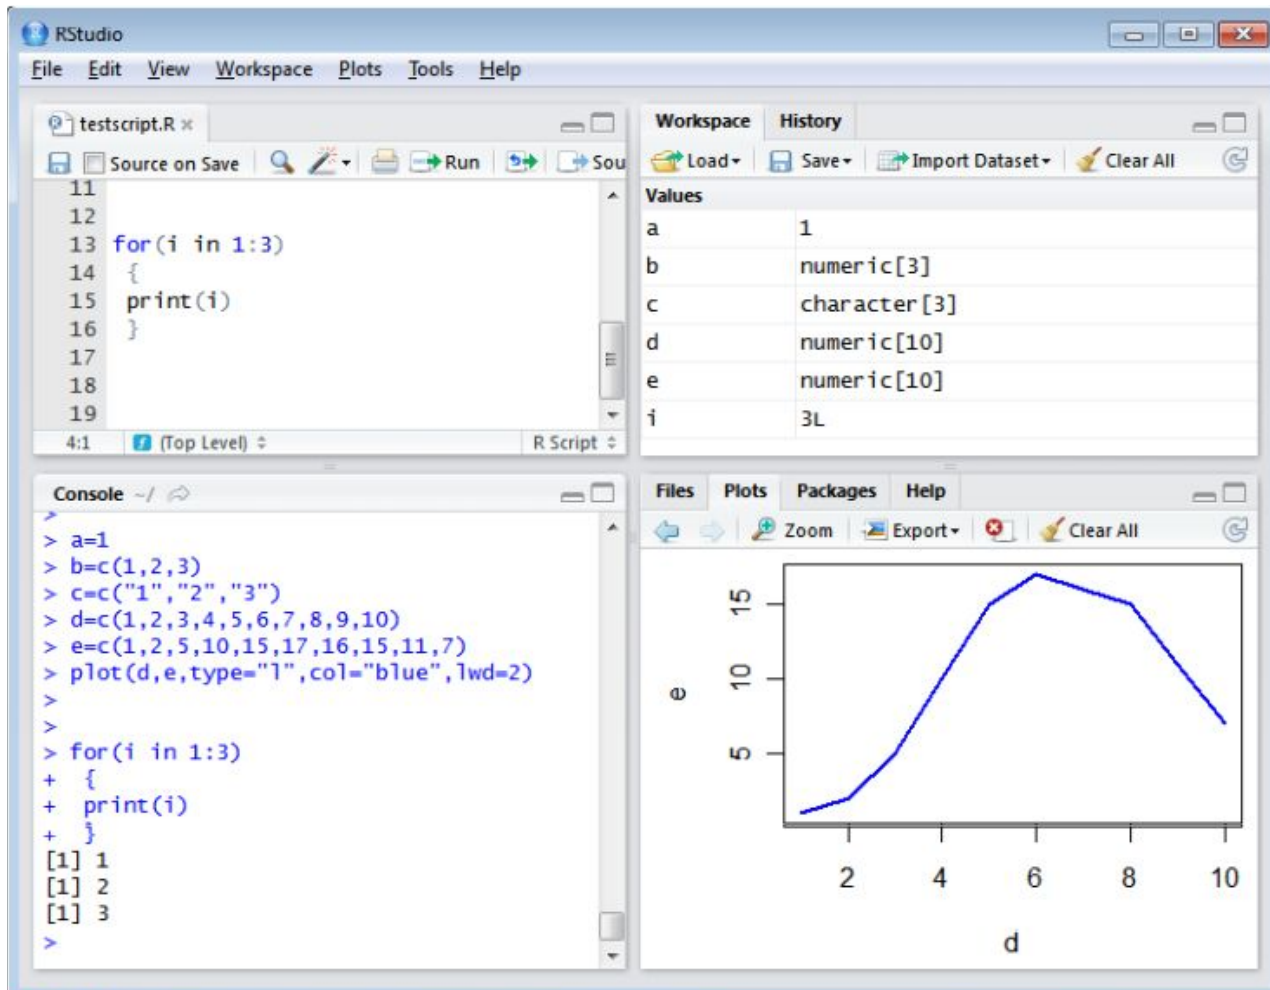 RStudio
File Edit View Workspace Plots Tools Help
testscript.R
Source on Save Run Sou
11
12
13 for(i in 1:3)
14 {
15 print(i)
16 }
17
18
19
4:1 (Top Level) R Script
Console ~/
>
> a=1
> b=c(1,2,3)
> c=c("1","2","3")
> d=c(1,2,3,4,5,6,7,8,9,10)
> e=c(1,2,5,10,15,17,16,15,11,7)
> plot(d,e,type="l",col="blue",lwd=2)
>
>
> for(i in 1:3)
+ {
+ print(i)
+ }
[1] 1
[1] 2
[1] 3
>
Workspace History
Load Save Import Dataset Clear All
Values
a 1
b numeric[3]
c character[3]
d numeric[10]
e numeric[10]
i 3L
Files Plots Packages Help
Zoom Export Clear All
15
10
5
e
2 4 6 8 10
d